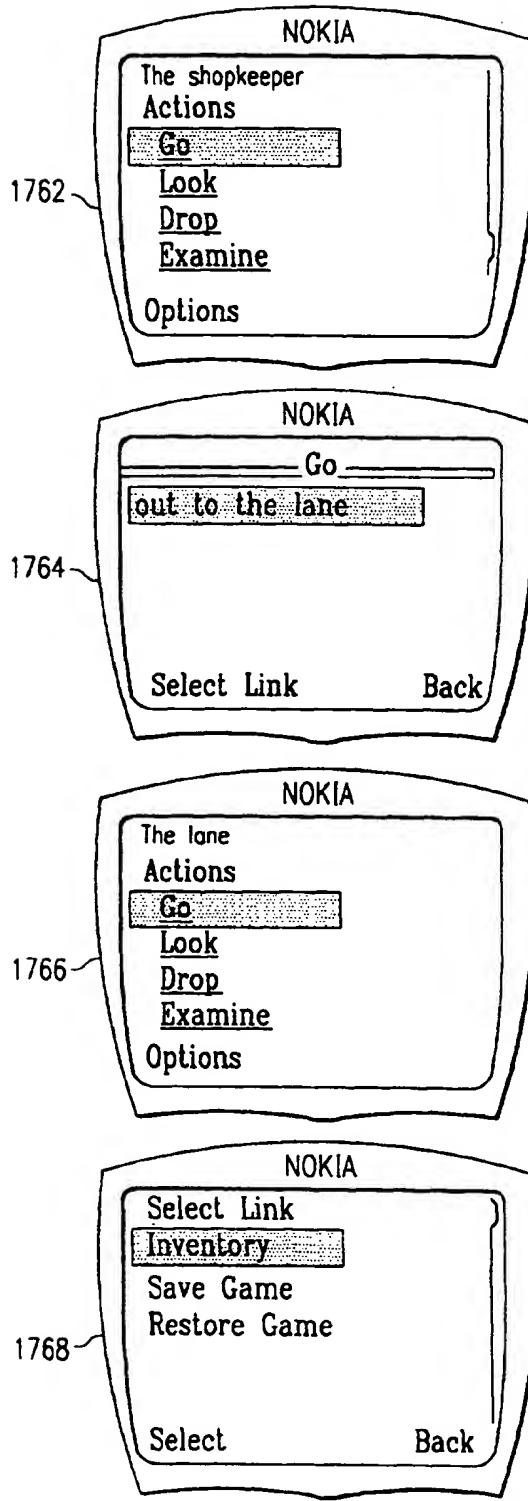 NOKIA
The shopkeeper
Actions
Go
Look
Drop
Examine
Options
1762
NOKIA
Go
out to the lane
Select Link Back
1764
NOKIA
The lane
Actions
Go
Look
Drop
Examine
Options
1766
NOKIA
Select Link
Inventory
Save Game
Restore Game
Select Back
1768